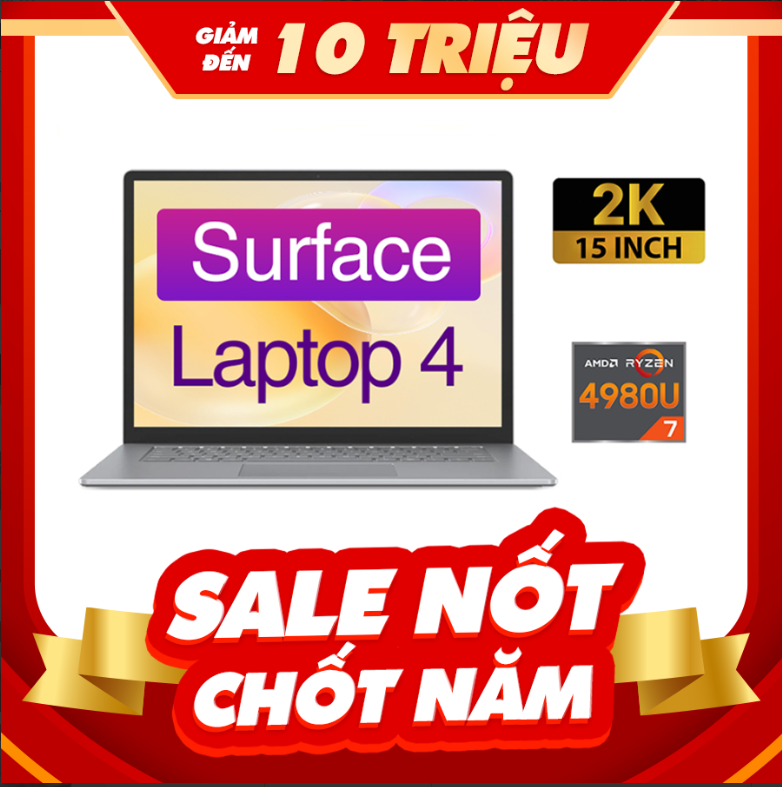 GIẢM
ĐẾN
10 TRIỆU
Surface
Laptop 4
2K
15 INCH
AMD RYZEN
4980U
7
SALE NỐT
CHỐT NĂM